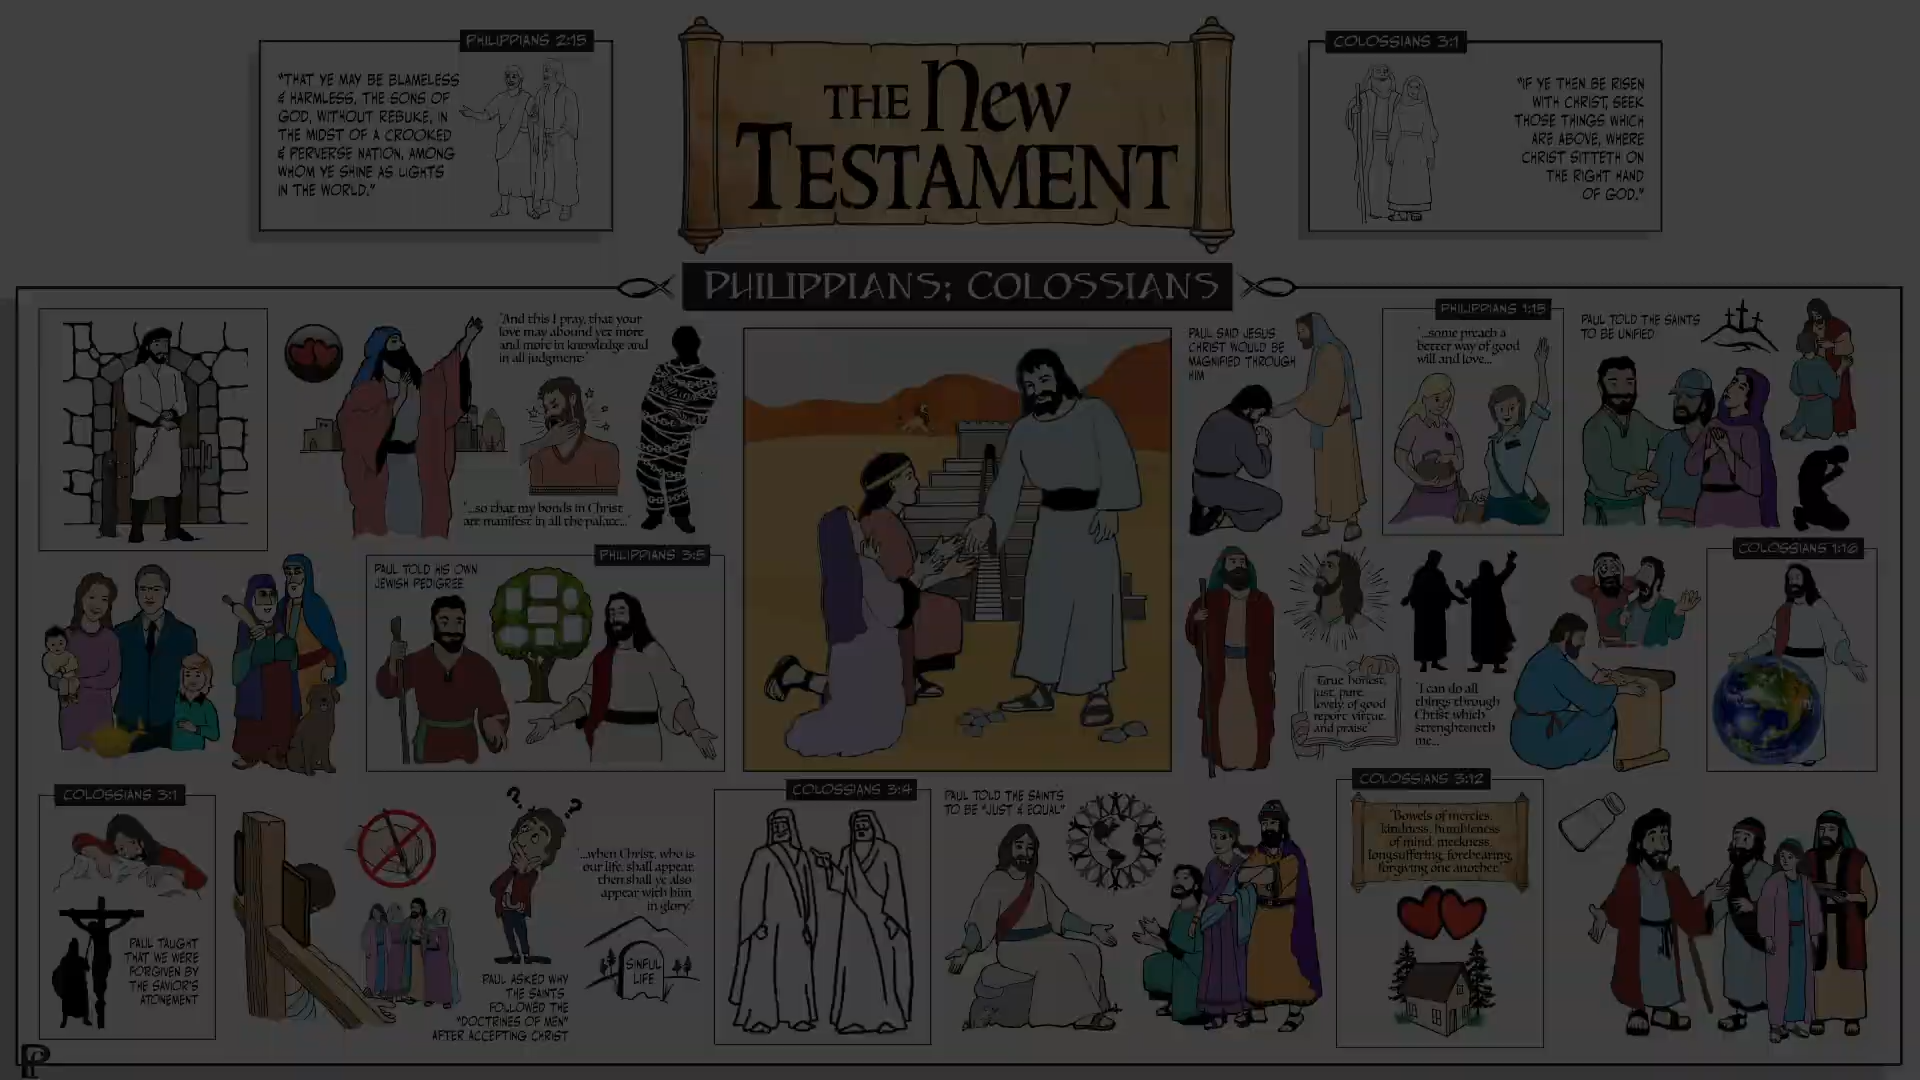 PHILIPPIANS 2:15
"THAT YE MAY BE BLAMELESS
& HARMLESS, THE SONS OF
GOD, WITHOUT REBUKE, IN
THE MIDST OF A CROOKED
& PERVERSE NATION, AMONG
WHOM YE SHINE AS LIGHTS
IN THE WORLD."
THE New
TESTAMENT
COLOSSIANS 3:1
"IF YE THEN BE RISEN
WITH CHRIST, SEEK
THOSE THINGS WHICH
ARE ABOVE, WHERE
CHRIST SITTETH ON
THE RIGHT HAND
OF GOD."
PHILIPPIANS; COLOSSIANS
"And this I pray, that your
love may abound yet more
and more in knowledge and
in all judgment;"
"...so that my bonds in Christ
are manifest in all the palace..."
PAUL SAID JESUS
CHRIST WOULD BE
MAGNIFIED THROUGH
HIM
PHILIPPIANS 1:15
"...some preach a
better way of good
will and love..."
PAUL TOLD THE SAINTS
TO BE UNIFIED
PHILIPPIANS 3:5
PAUL TOLD HIS OWN
JEWISH PEDIGREE
True, honest,
just, pure,
lovely, of good
report, virtue,
and praise
"I can do all
things through
Christ which
strenghtoneth
me...
COLOSSIANS 1:16
COLOSSIANS 3:1
PAUL TAUGHT
THAT WE WERE
FORGIVEN BY
THE SAVIOR'S
ATONEMENT
? ?
PAUL ASKED WHY
THE SAINTS
FOLLOWED THE
"DOCTRINES OF MEN"
AFTER ACCEPTING CHRIST
"...when Christ, who is
our life, shall appear,
then shall ye also
appear with him
in glory."
SINFUL
LIFE
COLOSSIANS 3:4
PAUL TOLD THE SAINTS
TO BE "JUST & EQUAL"
COLOSSIANS 3:12
"Bowels of mercies,
kindness, humbleness
of mind, meekness,
longsuffering, forebearing,
forgiving one another."